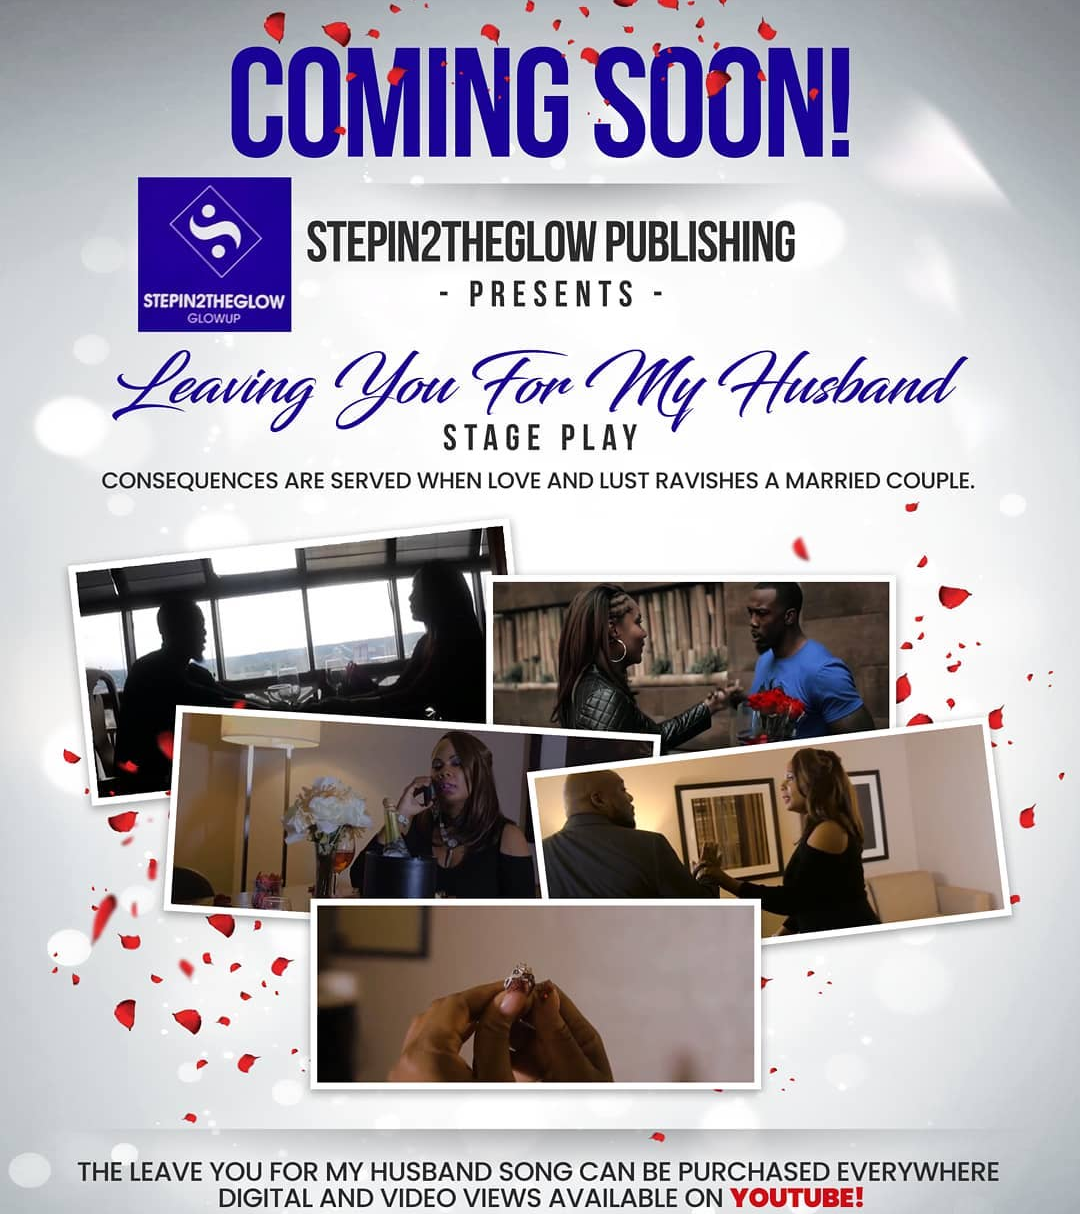 COMING SOON!
STEPIN2THEGLOW
GLOWUP
STEPIN2THEGLOW PUBLISHING
- PRESENTS -
Leaving You For My Husband
STAGE PLAY
CONSEQUENCES ARE SERVED WHEN LOVE AND LUST RAVISHES A MARRIED COUPLE.
THE LEAVE YOU FOR MY HUSBAND SONG CAN BE PURCHASED EVERYWHERE
DIGITAL AND VIDEO VIEWS AVAILABLE ON YOUTUBE!